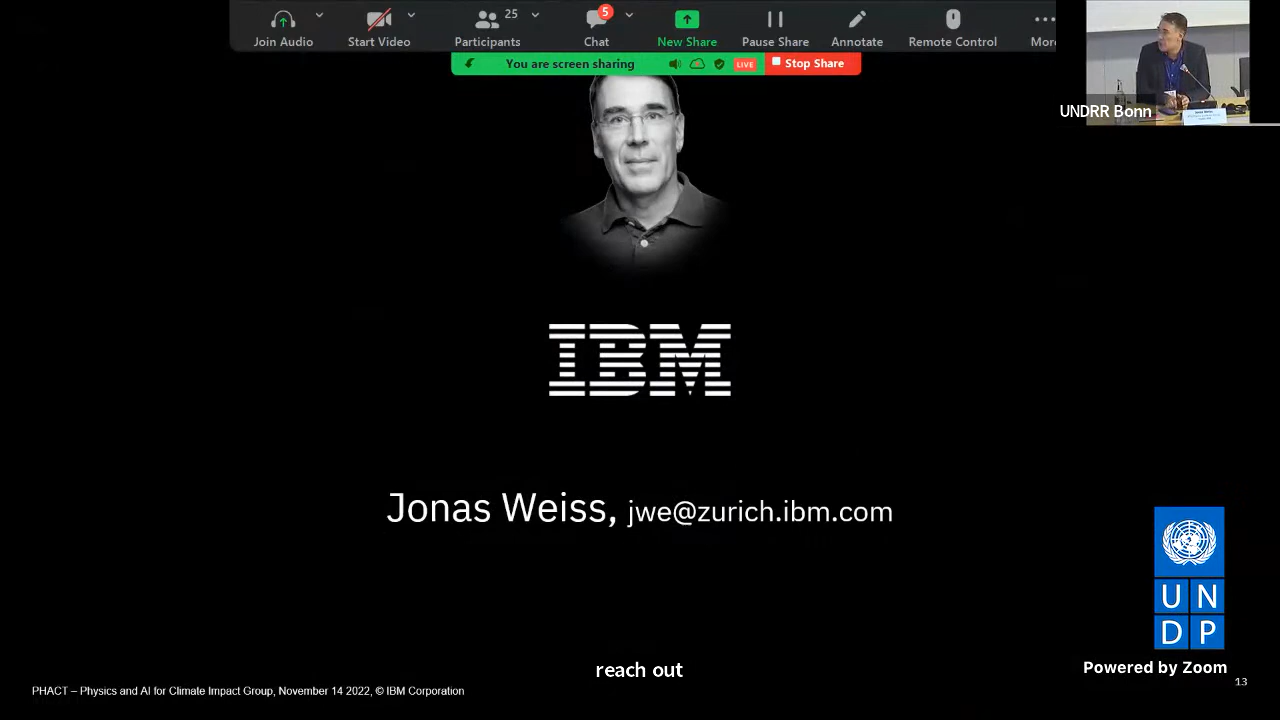 25
5
Join Audio
Start Video
Participants
Chat
New Share
Pause Share
Annotate
Remote Control
Mor
You are screen sharing
LIVE
Stop Share
UNDRR Bonn
IBM
Jonas Weiss, jwe@zurich.ibm.com
U N
D P
reach out
Powered by Zoom
13
PHACT – Physics and AI for Climate Impact Group, November 14 2022, © IBM Corporation